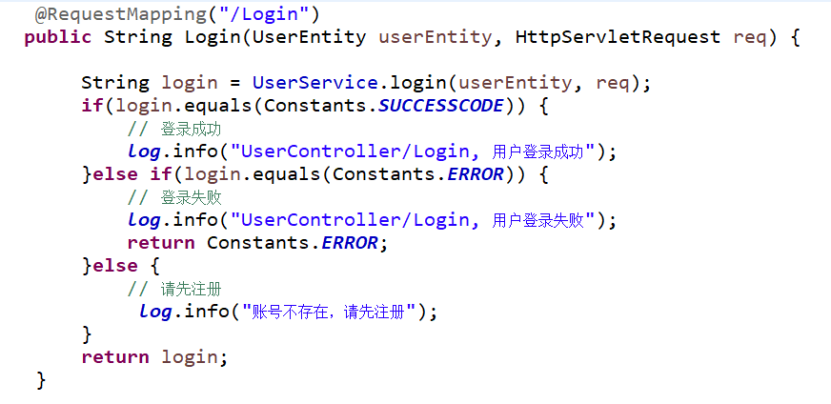 @RequestMapping("/Login")
public String Login(UserEntity userEntity, HttpServletRequest req) {
String login = UserService.login(userEntity, req);
if(login.equals(Constants.SUCCESSCODE)) {
// 登录成功
log.info("UserController/Login, 用户登录成功");
}else if(login.equals(Constants.ERROR)) {
// 登录失败
log.info("UserController/Login, 用户登录失败");
return Constants.ERROR;
}else {
// 请先注册
log.info("账号不存在，请先注册");
}
return login;
}